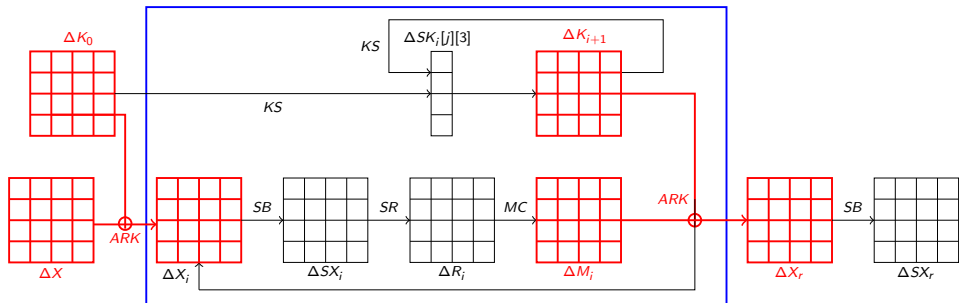 ΔK₀
KS
ΔSKᵢ[j][3]
ΔKᵢ₊₁
KS
ARK
SB
SR
MC
ARK
SB
ΔX
ΔXᵢ
ΔSXᵢ
ΔRᵢ
ΔMᵢ
ΔXᵣ
ΔSXᵣ